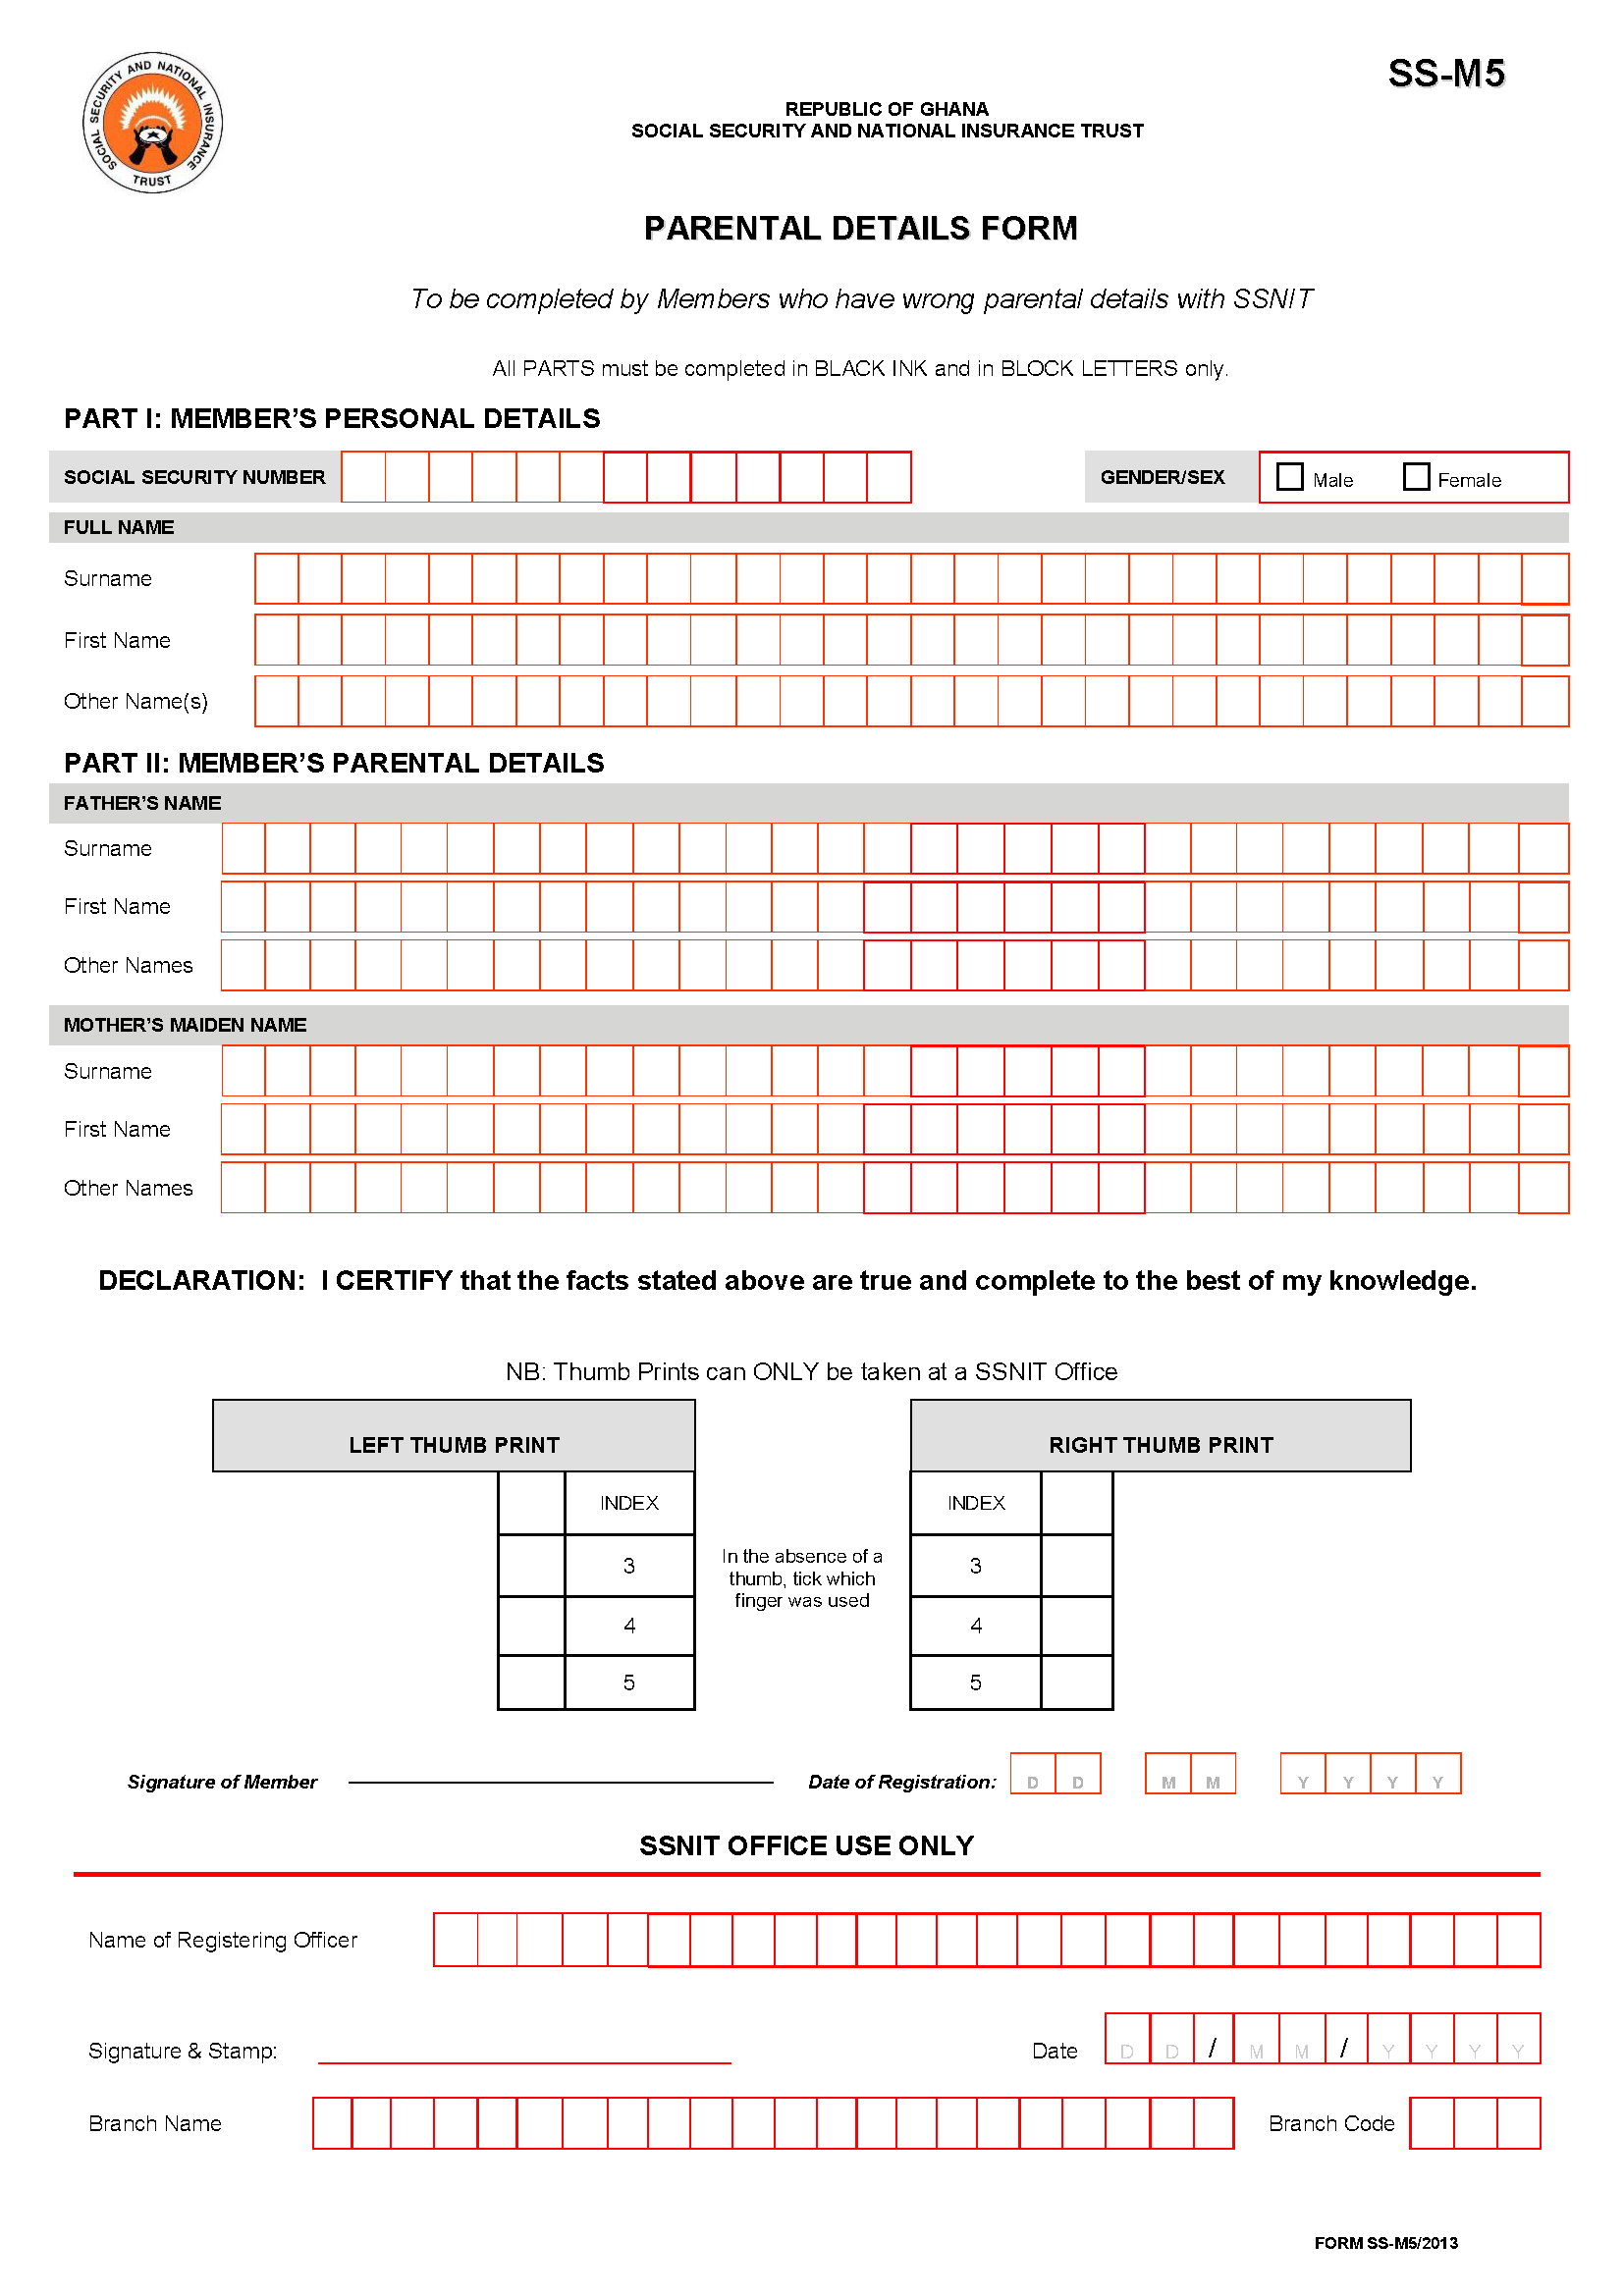 SOCIAL SECURITY AND NATIONAL INSURANCE TRUST
SS-M5
REPUBLIC OF GHANA
SOCIAL SECURITY AND NATIONAL INSURANCE TRUST
PARENTAL DETAILS FORM
To be completed by Members who have wrong parental details with SSNIT
All PARTS must be completed in BLACK INK and in BLOCK LETTERS only.
PART I: MEMBER’S PERSONAL DETAILS
SOCIAL SECURITY NUMBER GENDER/SEX Male Female
FULL NAME
Surname
First Name
Other Name(s)
PART II: MEMBER’S PARENTAL DETAILS
FATHER’S NAME
Surname
First Name
Other Names
MOTHER’S MAIDEN NAME
Surname
First Name
Other Names
DECLARATION: I CERTIFY that the facts stated above are true and complete to the best of my knowledge.
NB: Thumb Prints can ONLY be taken at a SSNIT Office
LEFT THUMB PRINT RIGHT THUMB PRINT
INDEX INDEX
In the absence of a
3 thumb, tick which 3
finger was used
4 4
5 5
Signature of Member Date of Registration: D D M M Y Y Y Y
SSNIT OFFICE USE ONLY
Name of Registering Officer
Signature & Stamp: Date D D / M M / Y Y Y Y
Branch Name Branch Code
FORM SS-M5/2013